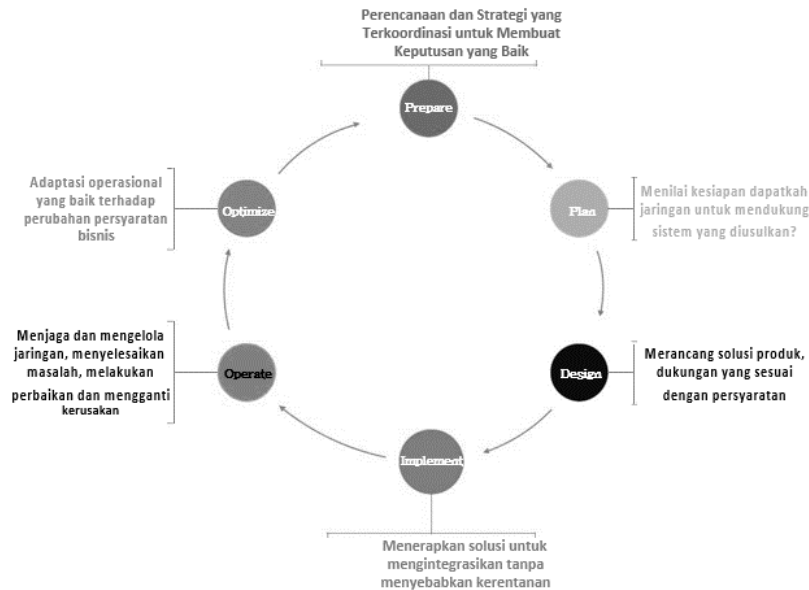 Perencanaan dan Strategi yang
Terkoordinasi untuk Membuat
Keputusan yang Baik
Prepare
Menilai kesiapan dapatkah
jaringan untuk mendukung
sistem yang diusulkan?
Plan
Merancang solusi produk,
dukungan yang sesuai
dengan persyaratan
Design
Implement
Menerapkan solusi untuk
mengintegrasikan tanpa
menyebabkan kerentanan
Operate
Menjaga dan mengelola
jaringan, menyelesaikan
masalah, melakukan
perbaikan dan mengganti
kerusakan
Optimize
Adaptasi operasional
yang baik terhadap
perubahan persyaratan
bisnis